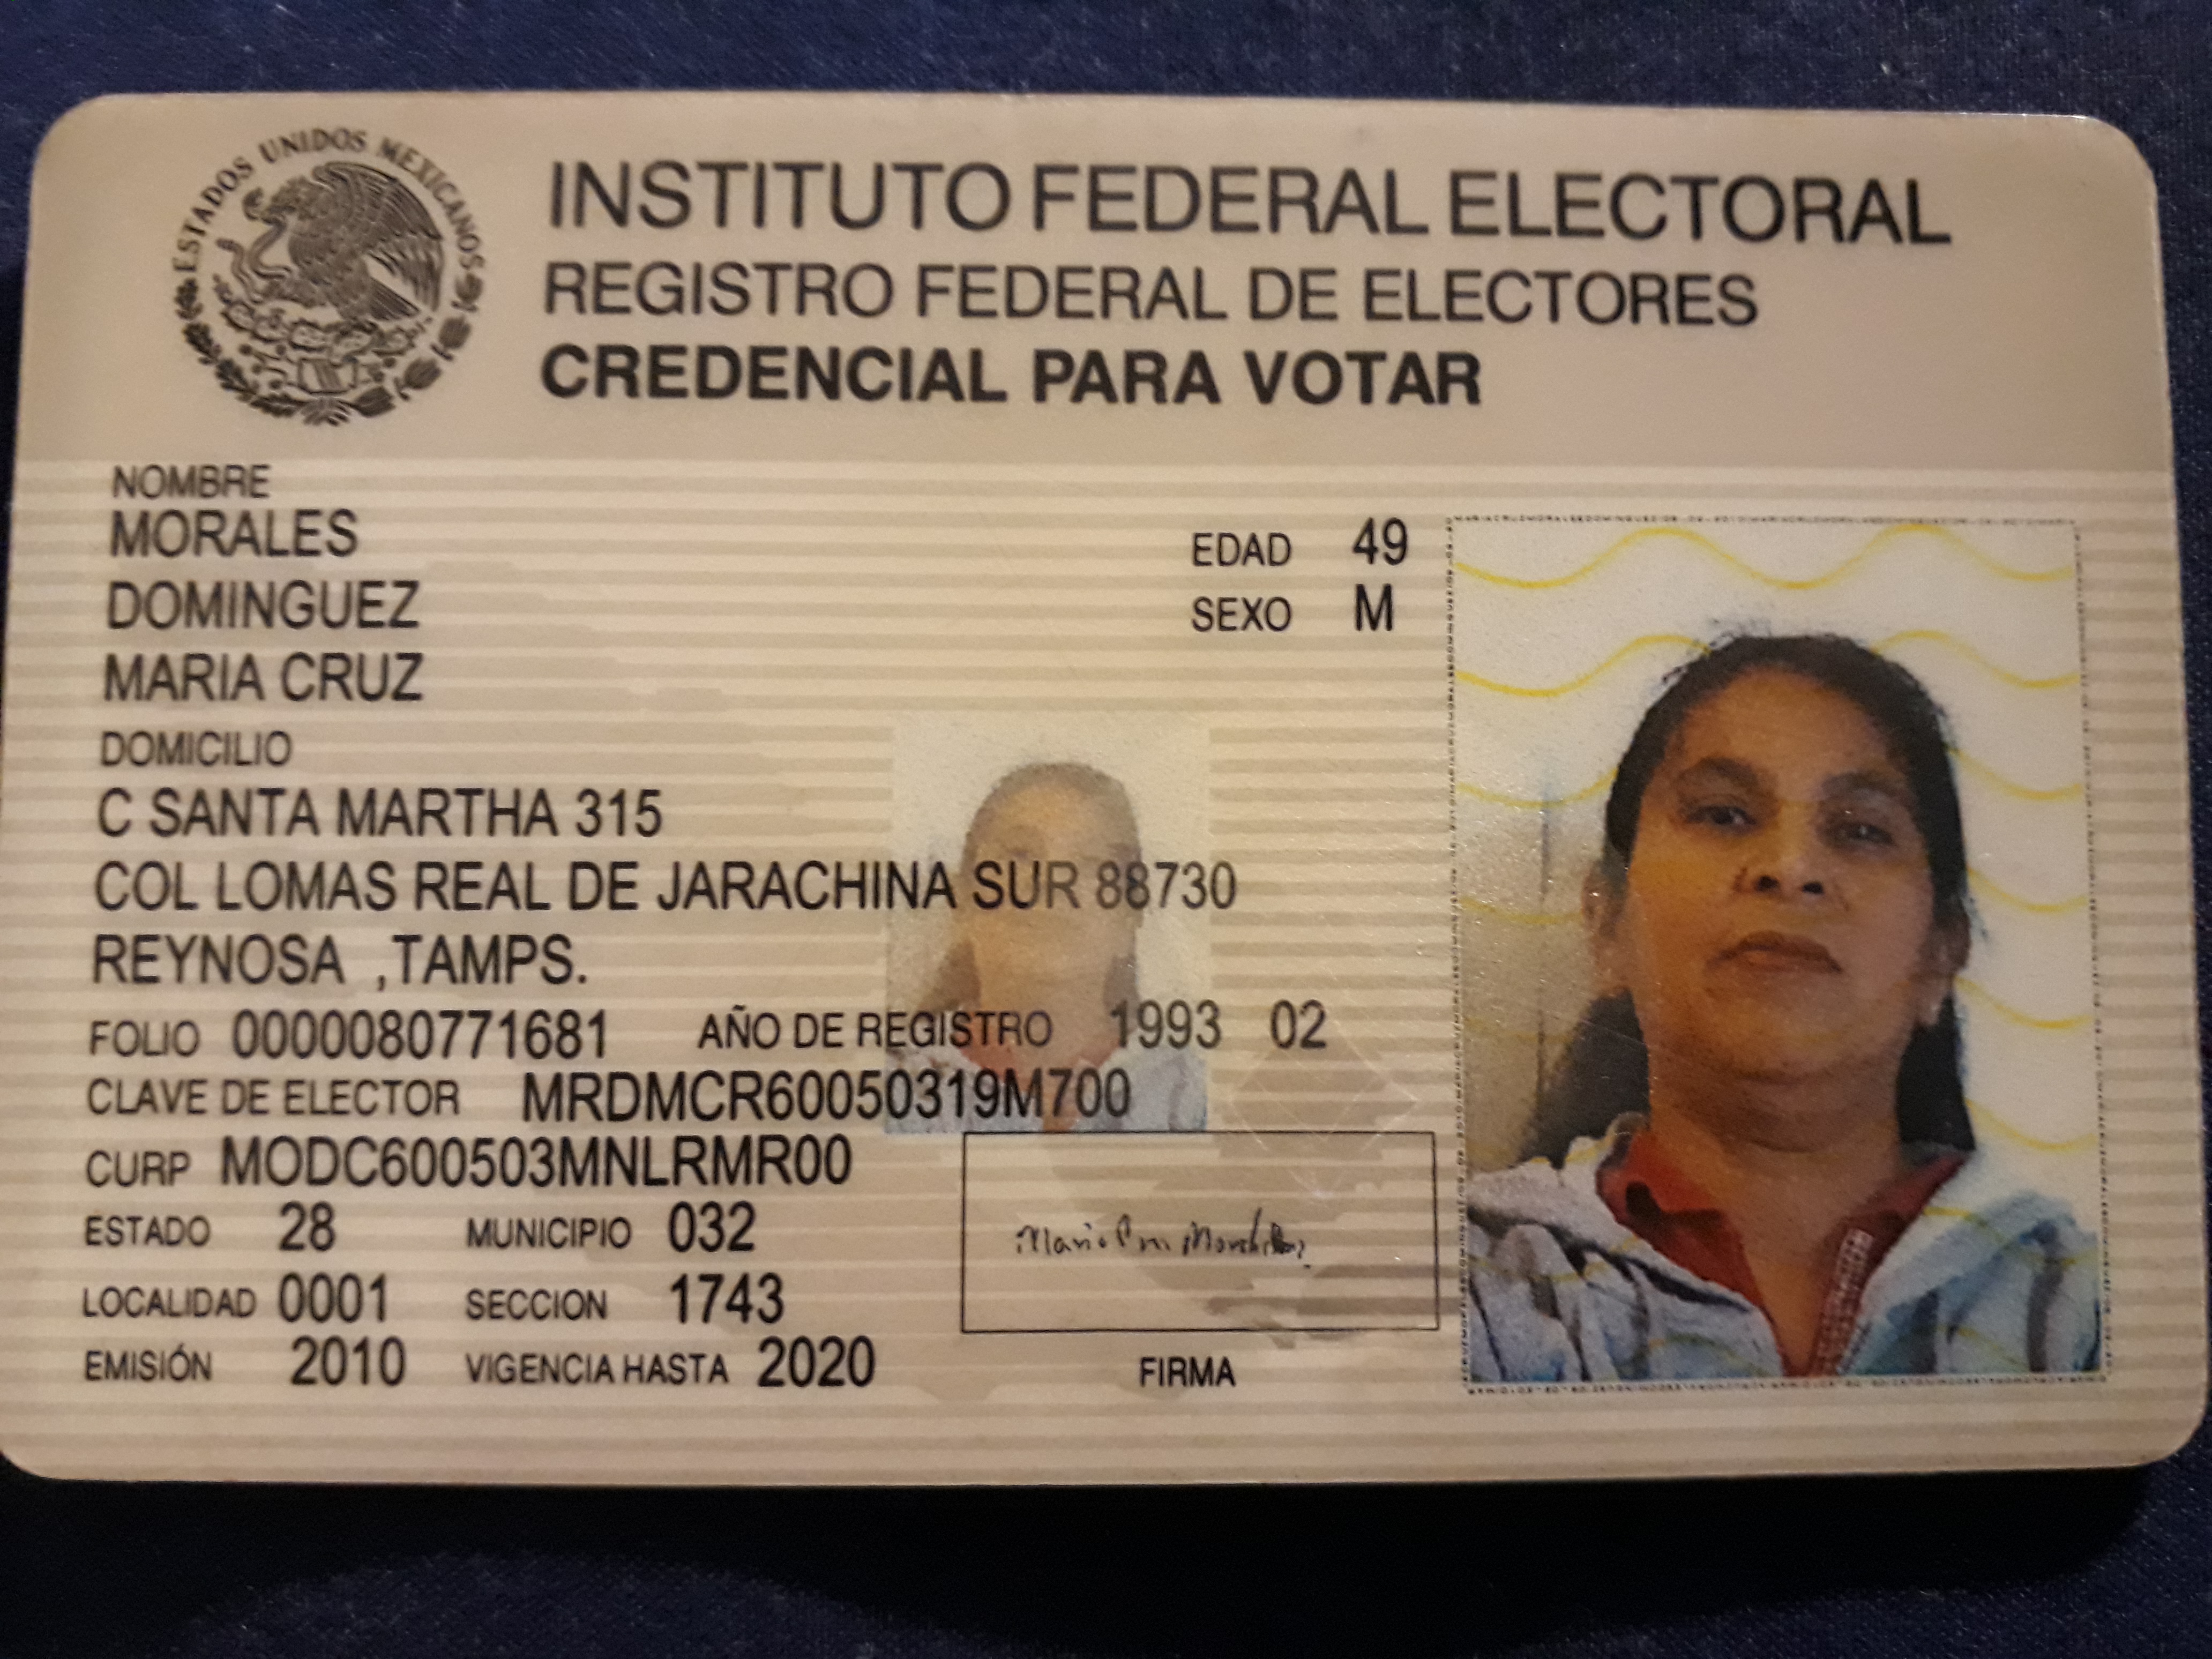 ESTADOS UNIDOS MEXICANOS
INSTITUTO FEDERAL ELECTORAL
REGISTRO FEDERAL DE ELECTORES
CREDENCIAL PARA VOTAR
NOMBRE
MORALES
DOMINGUEZ
MARIA CRUZ
EDAD 49
SEXO M
DOMICILIO
C SANTA MARTHA 315
COL LOMAS REAL DE JARACHINA SUR 88730
REYNOSA ,TAMPS.
FOLIO 0000080771681 AÑO DE REGISTRO 1993 02
CLAVE DE ELECTOR MRDMCR60050319M700
CURP MODC600503MNLRMR00
ESTADO 28 MUNICIPIO 032
LOCALIDAD 0001 SECCION 1743
EMISIÓN 2010 VIGENCIA HASTA 2020
FIRMA